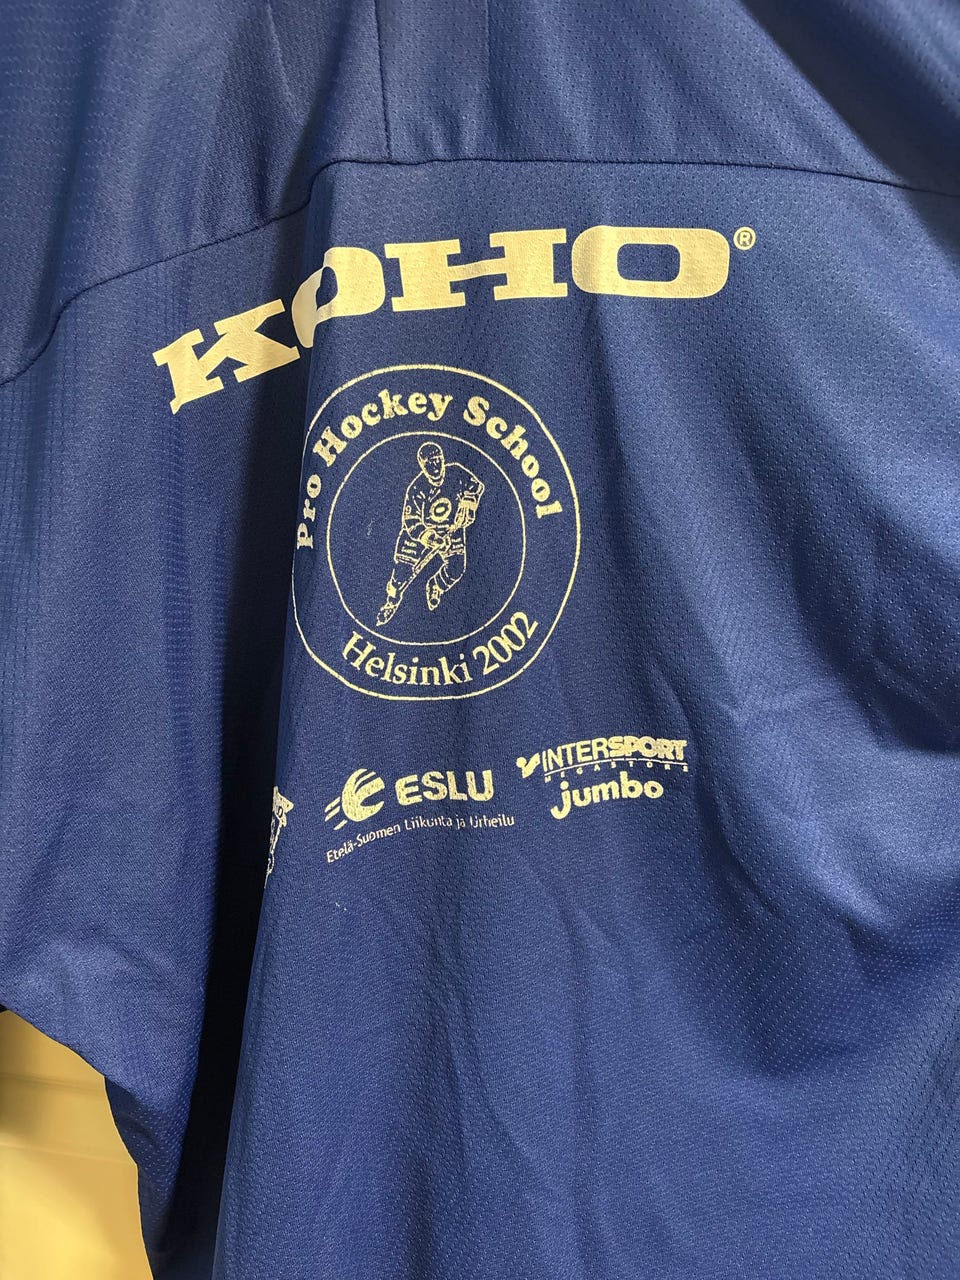 KOHO®
Pro Hockey School
Helsinki 2002
ESLU
Etelä-Suomen Liikunta ja Urheilu
INTERSPORT
MEGASTORE
jumbo